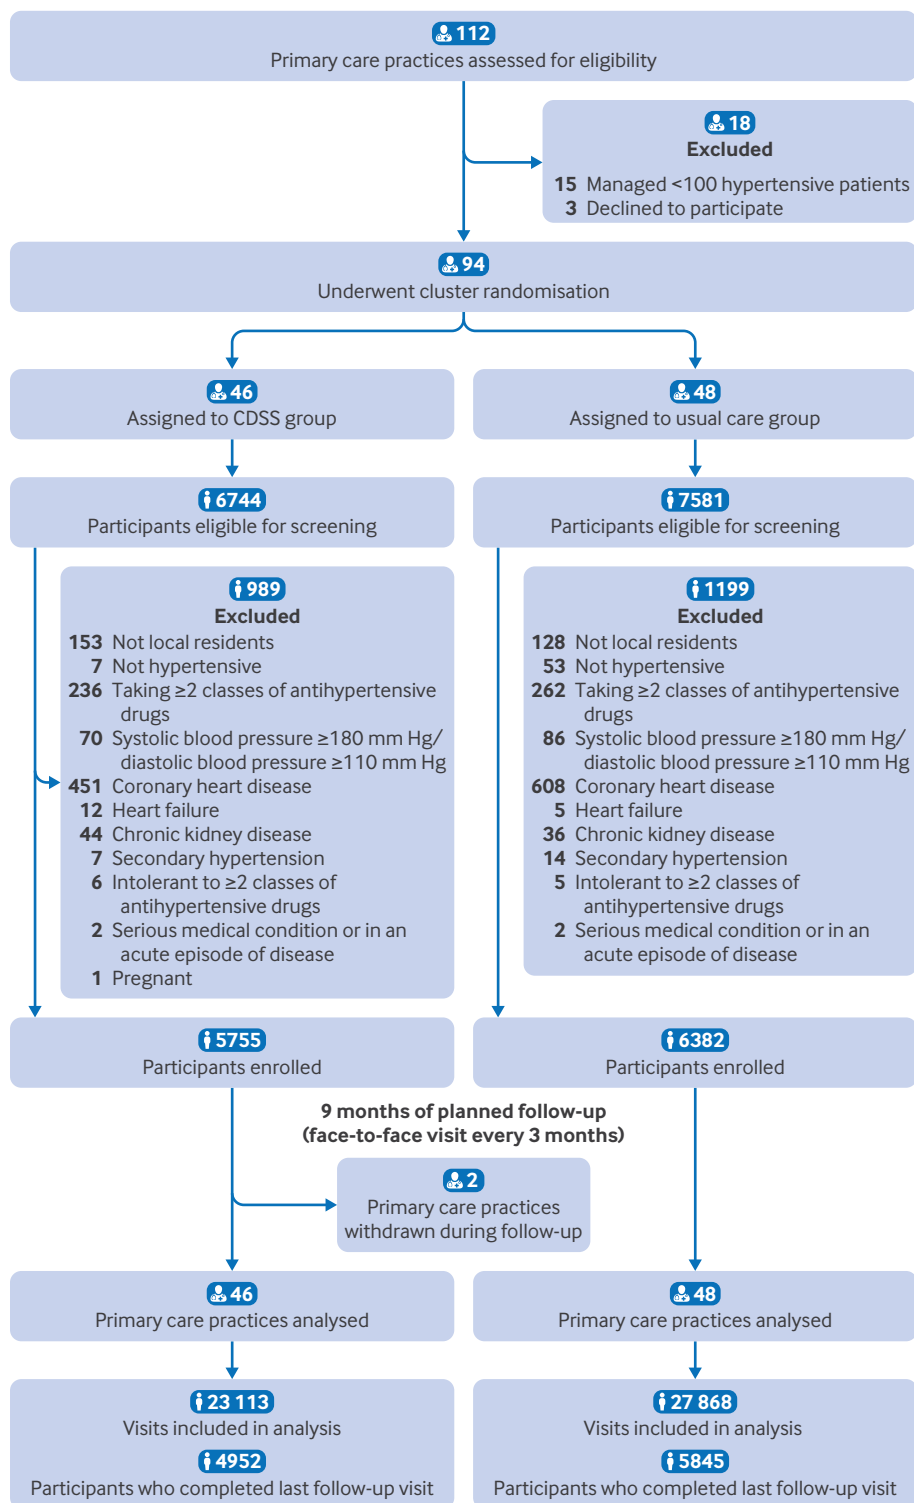 112
Primary care practices assessed for eligibility
18
Excluded
15 Managed <100 hypertensive patients
3 Declined to participate
94
Underwent cluster randomisation
46
Assigned to CDSS group
48
Assigned to usual care group
6744
Participants eligible for screening
7581
Participants eligible for screening
989
Excluded
153 Not local residents
7 Not hypertensive
236 Taking ≥2 classes of antihypertensive
drugs
70 Systolic blood pressure ≥180 mm Hg/
diastolic blood pressure ≥110 mm Hg
451 Coronary heart disease
12 Heart failure
44 Chronic kidney disease
7 Secondary hypertension
6 Intolerant to ≥2 classes of
antihypertensive drugs
2 Serious medical condition or in an
acute episode of disease
1 Pregnant
1199
Excluded
128 Not local residents
53 Not hypertensive
262 Taking ≥2 classes of antihypertensive
drugs
86 Systolic blood pressure ≥180 mm Hg/
diastolic blood pressure ≥110 mm Hg
608 Coronary heart disease
5 Heart failure
36 Chronic kidney disease
14 Secondary hypertension
5 Intolerant to ≥2 classes of
antihypertensive drugs
2 Serious medical condition or in an
acute episode of disease
5755
Participants enrolled
6382
Participants enrolled
9 months of planned follow-up
(face-to-face visit every 3 months)
2
Primary care practices
withdrawn during follow-up
46
Primary care practices analysed
48
Primary care practices analysed
23 113
Visits included in analysis
4952
Participants who completed last follow-up visit
27 868
Visits included in analysis
5845
Participants who completed last follow-up visit